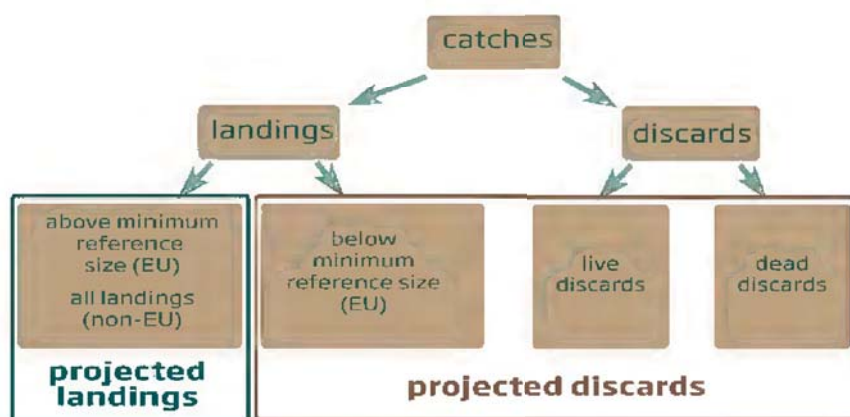 catches
landings
discards
above minimum
reference
size (EU)
all landings
(non-EU)
below
minimum
reference size
(EU)
live
discards
dead
discards
projected
landings
projected discards